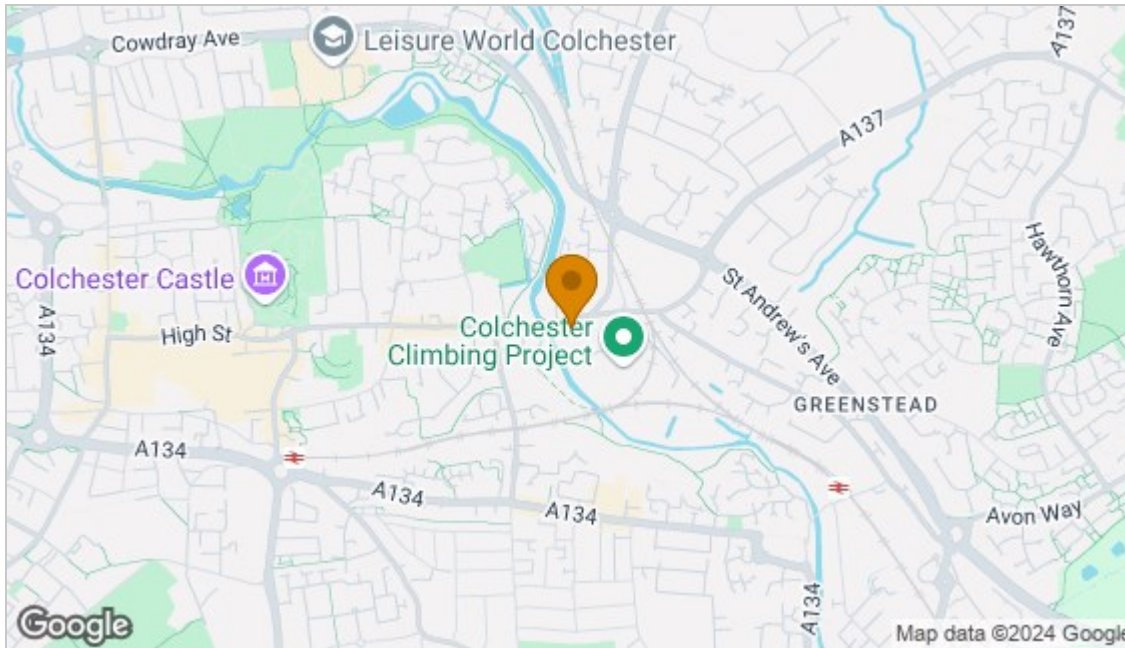 Cowdray Ave
Leisure World Colchester
A137
A137
Hawthorn Ave
Colchester Castle
High St
A134
Colchester
Climbing Project
St Andrew's Ave
GREENSTEAD
A134
A134
A134
Avon Way
A134
Google
Map data ©2024 Google